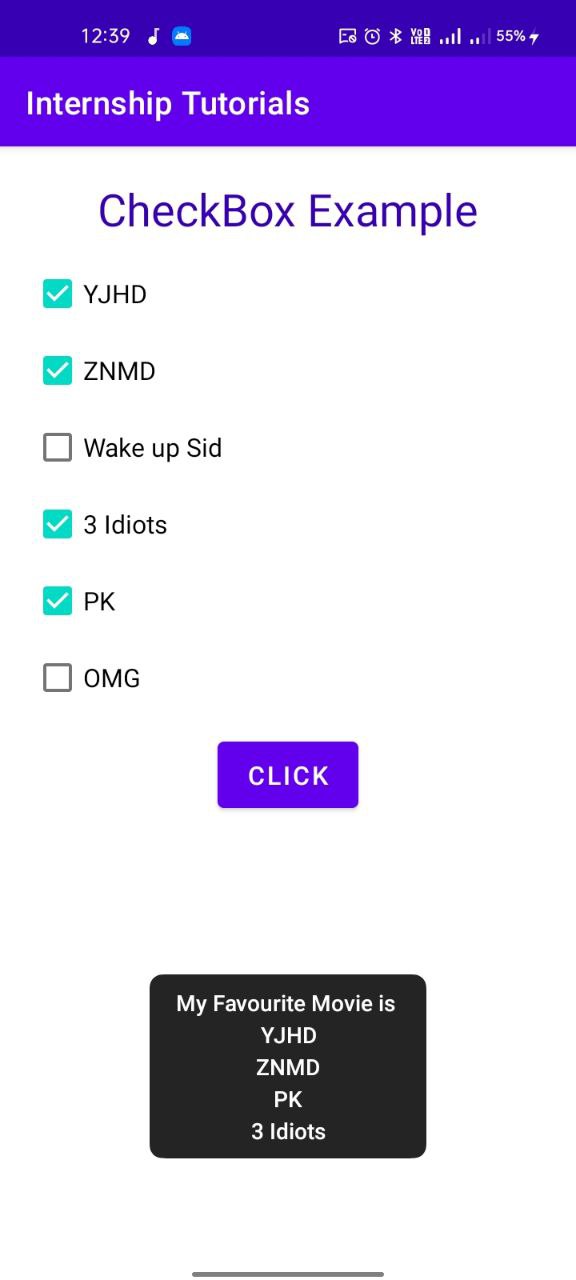 12:39 55%
Internship Tutorials
CheckBox Example
YJHD
ZNMD
Wake up Sid
3 Idiots
PK
OMG
CLICK
My Favourite Movie is
YJHD
ZNMD
PK
3 Idiots